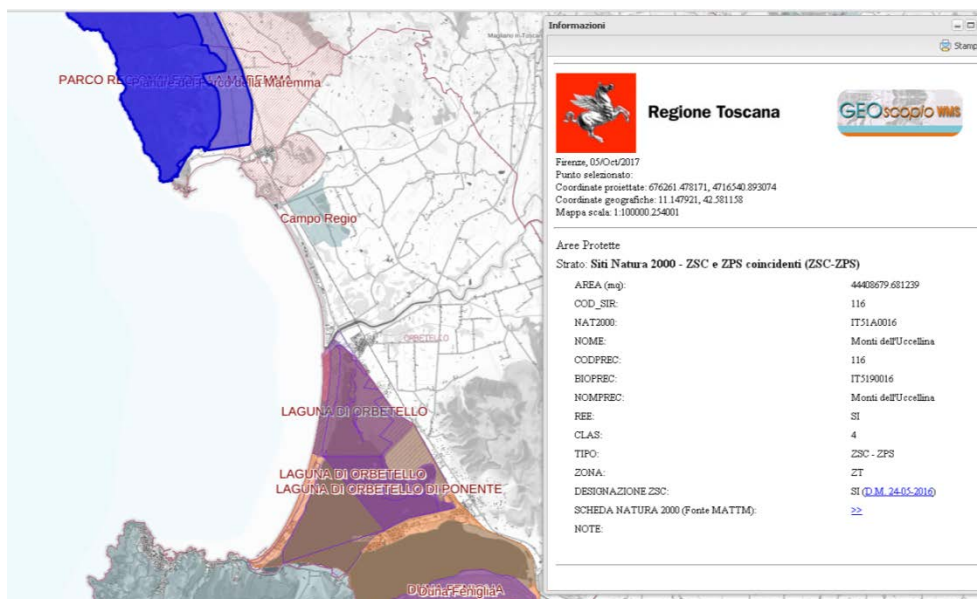 Informazioni
Stamp
Magliano in Tosca
PARCO REGIONALE DELLA MAREMMA
Pianure del Parco della Maremma
Campo Regio
ORBETELLO
LAGUNA DI ORBETELLO
LAGUNA DI ORBETELLO
LAGUNA DI ORBETELLO DI PONENTE
Duna Feniglia
Regione Toscana
GEOscopio WMS
Firenze, 05/Oct/2017
Punto selezionato:
Coordinate proiettate: 676261.478171, 4716540.893074
Coordinate geografiche: 11.147921, 42.581158
Mappa scala: 1:100000.254001
Aree Protette
Strato: Siti Natura 2000 - ZSC e ZPS coincidenti (ZSC-ZPS)
AREA (mq): 44408679.681239
COD_SIR: 116
NAT2000: IT51A0016
NOME: Monti dell'Uccellina
CODPREC: 116
BIOPREC: IT5190016
NOMPREC: Monti dell'Uccellina
REE: SI
CLAS: 4
TIPO: ZSC - ZPS
ZONA: ZT
DESIGNAZIONE ZSC: SI (D.M. 24-05-2016)
SCHEDA NATURA 2000 (Fonte MATTM): >>
NOTE: